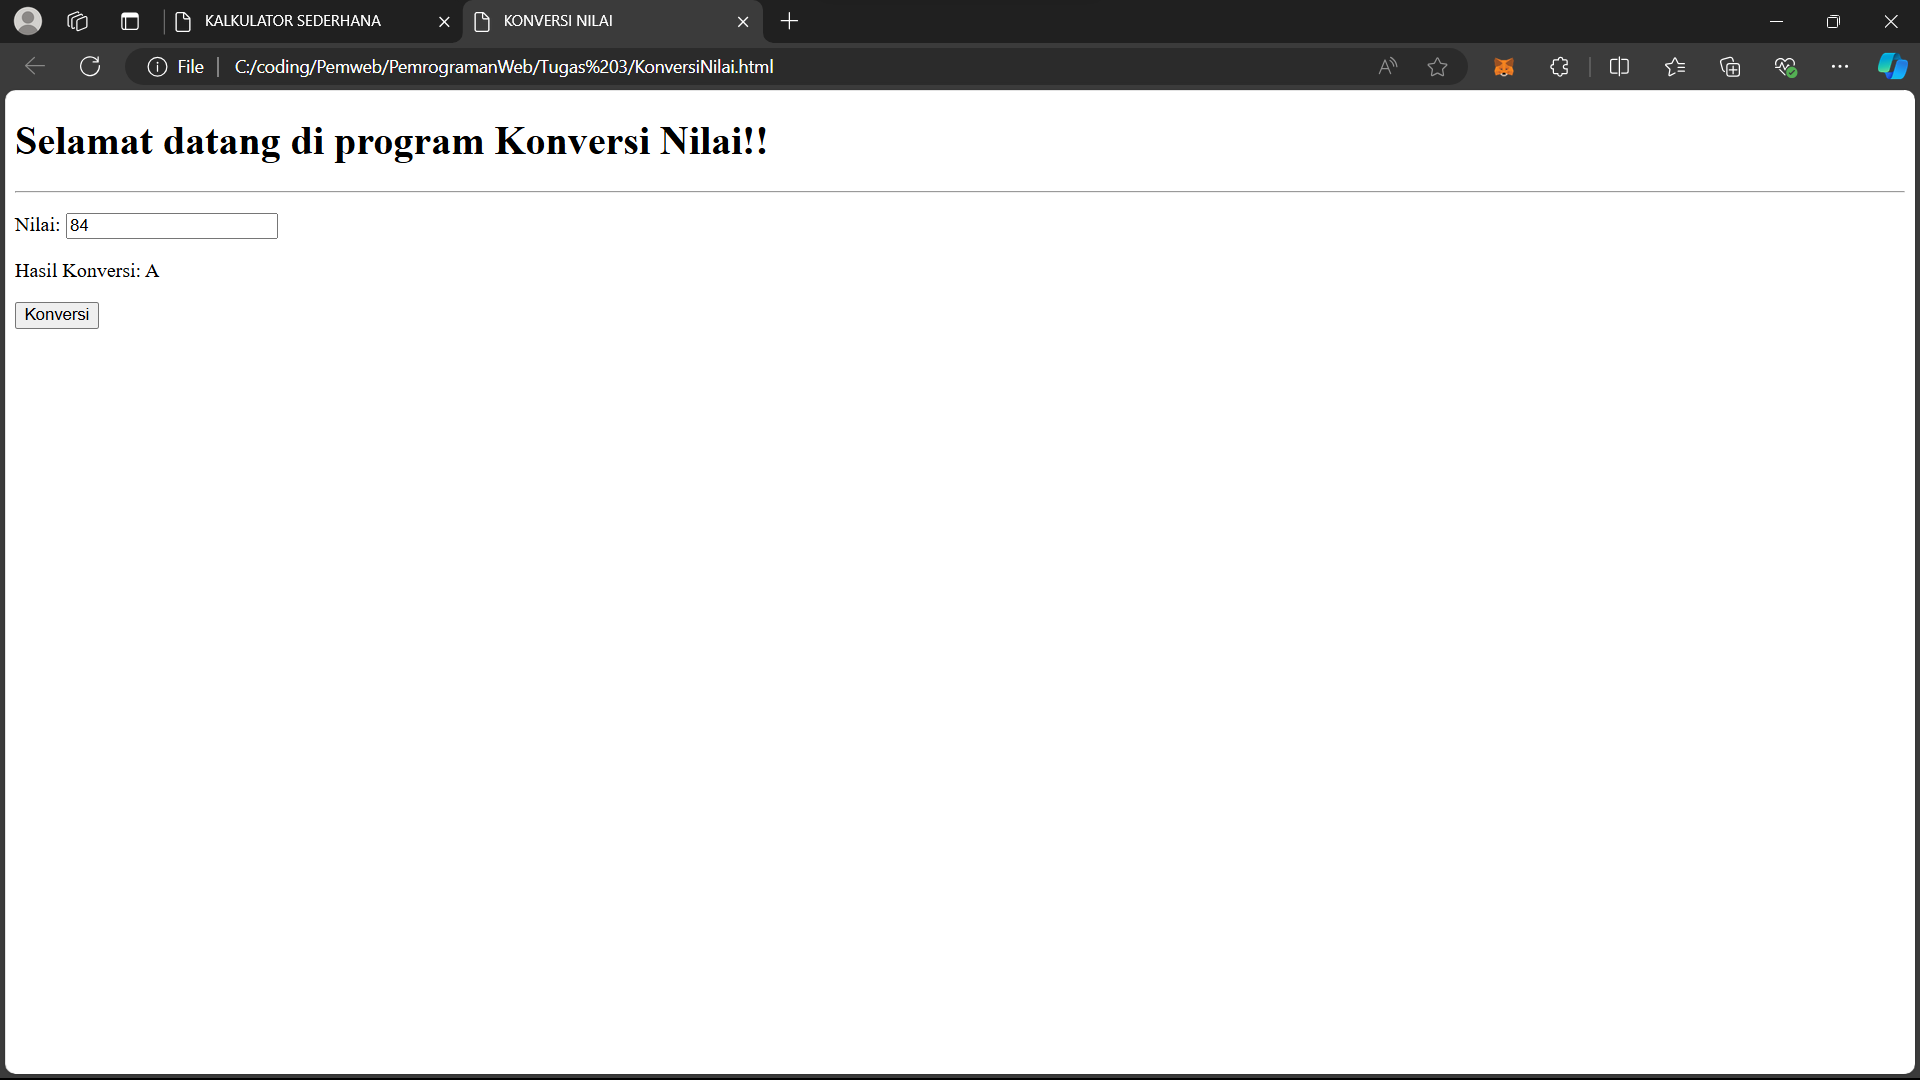 KALKULATOR SEDERHANA
KONVERSI NILAI
File
C:/coding/Pemweb/PemrogramanWeb/Tugas%203/KonversiNilai.html
Selamat datang di program Konversi Nilai!!
Nilai: 84
Hasil Konversi: A
Konversi